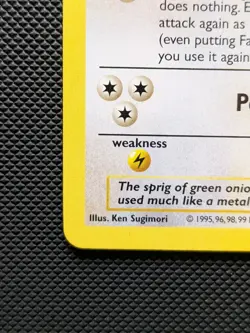 does nothing. E
attack again as
(even putting Fa
you use it again
P
weakness
The sprig of green onio
used much like a metal
Illus. Ken Sugimori © 1995, 96, 98, 99